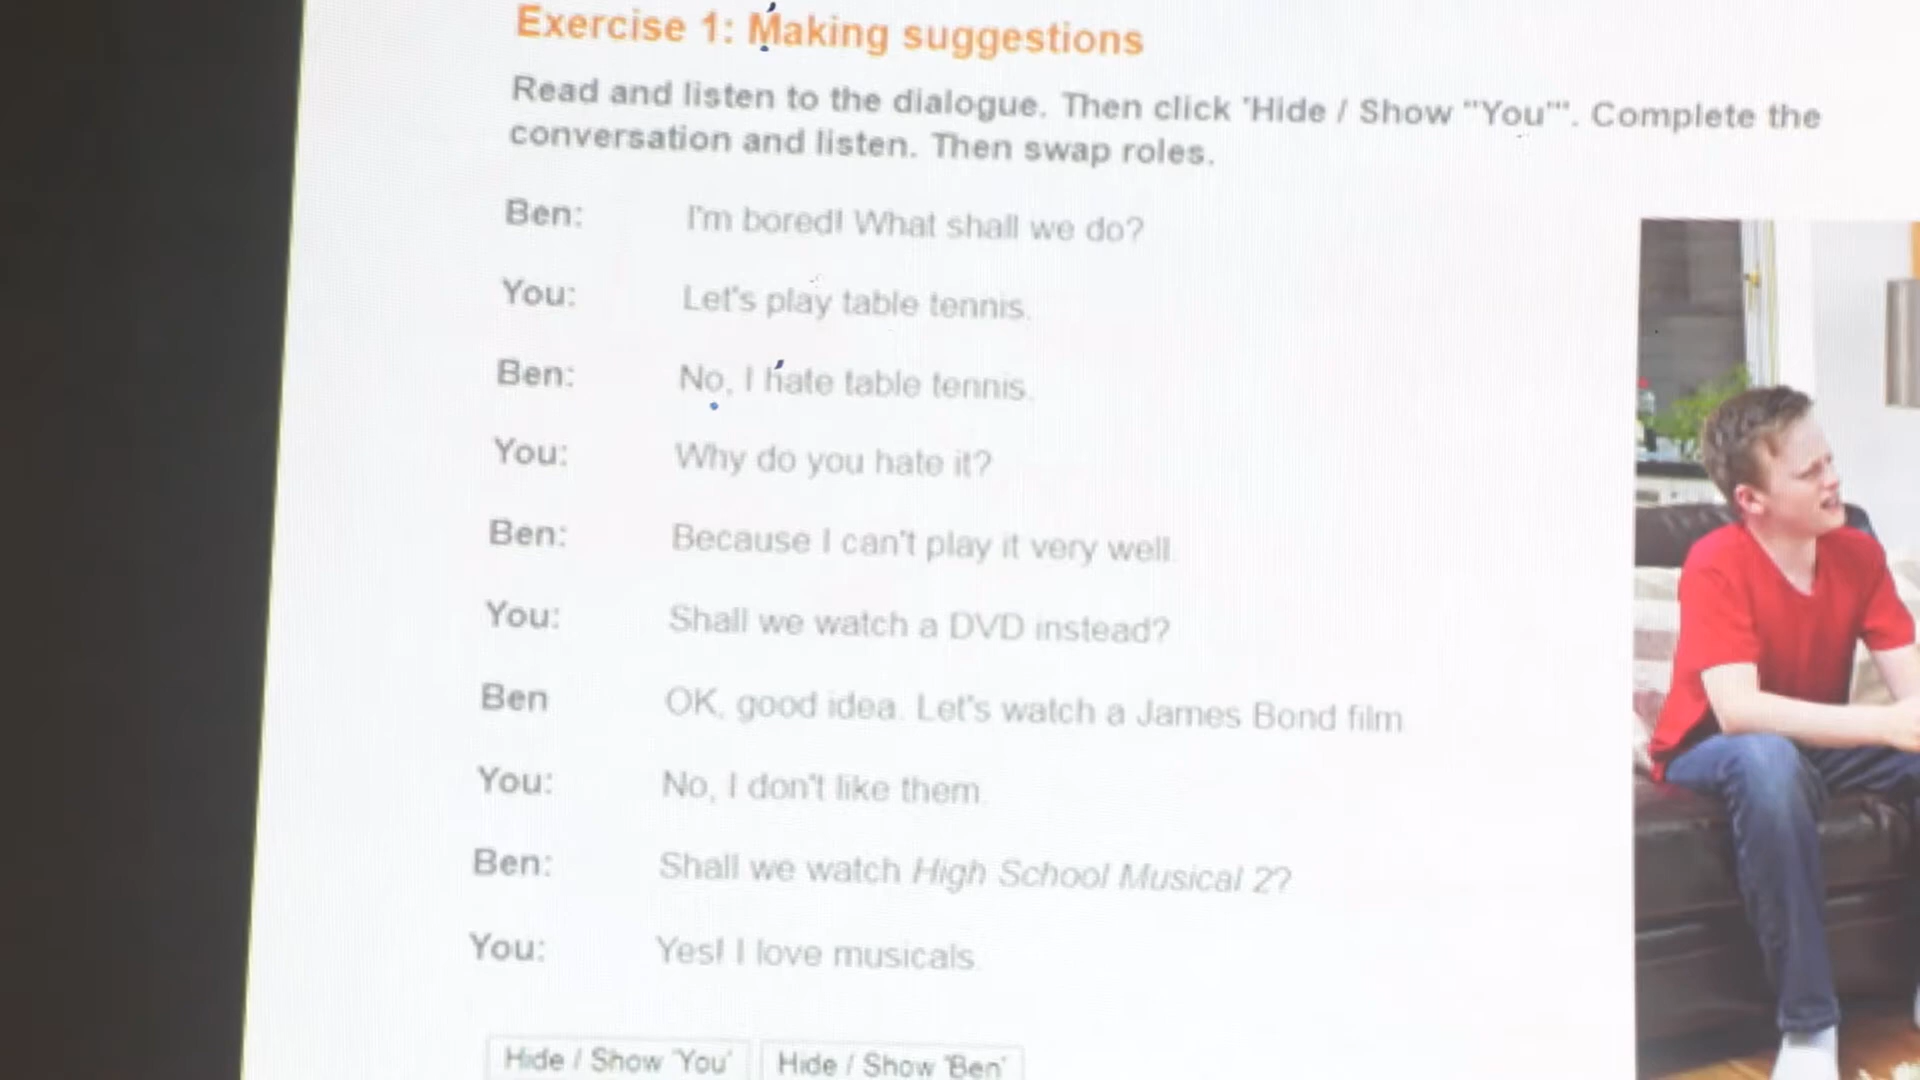 Exercise 1: Making suggestions
Read and listen to the dialogue. Then click 'Hide / Show "You"'. Complete the
conversation and listen. Then swap roles.
Ben: I'm bored! What shall we do?
You: Let's play table tennis.
Ben: No, I hate table tennis.
You: Why do you hate it?
Ben: Because I can't play it very well.
You: Shall we watch a DVD instead?
Ben OK, good idea. Let's watch a James Bond film.
You: No, I don't like them.
Ben: Shall we watch High School Musical 2?
You: Yes! I love musicals.
Hide / Show 'You' Hide / Show 'Ben'